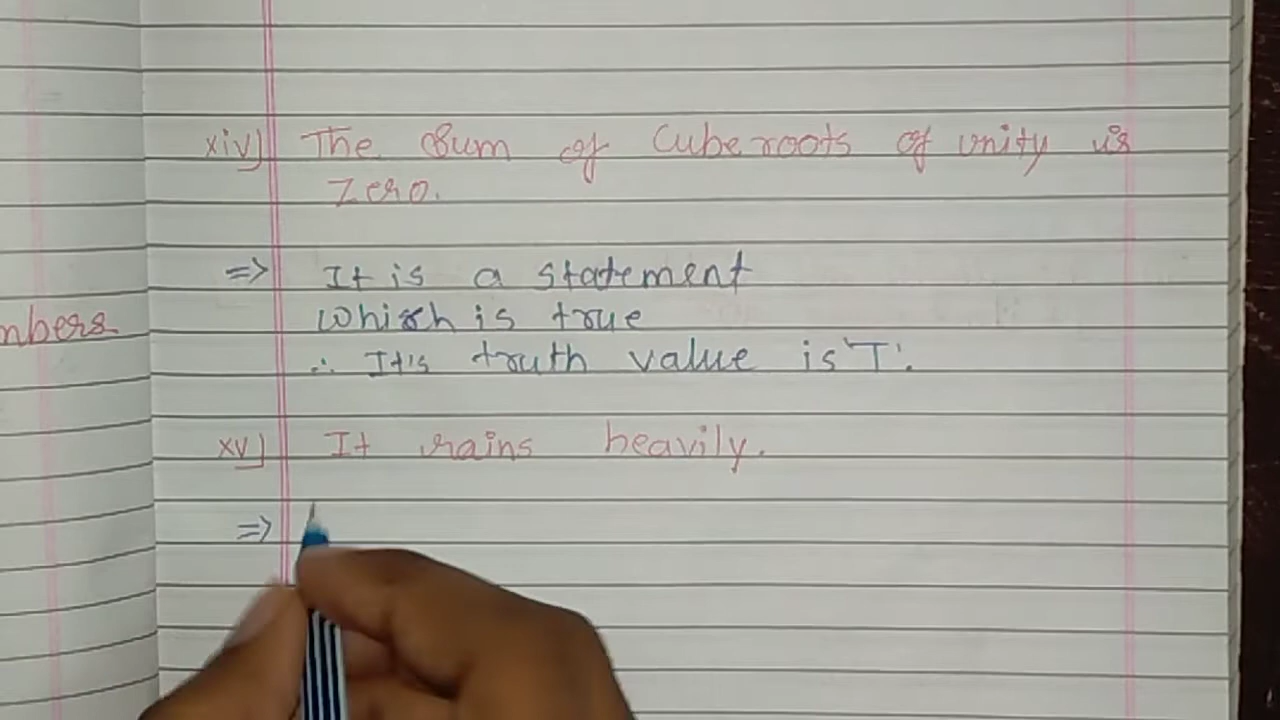 xiv] The Sum of Cube roots of unity is
Zero.
mbers
=> It is a statement
which is true
∴ It's truth value is 'T'.
xv] It rains heavily.
=>